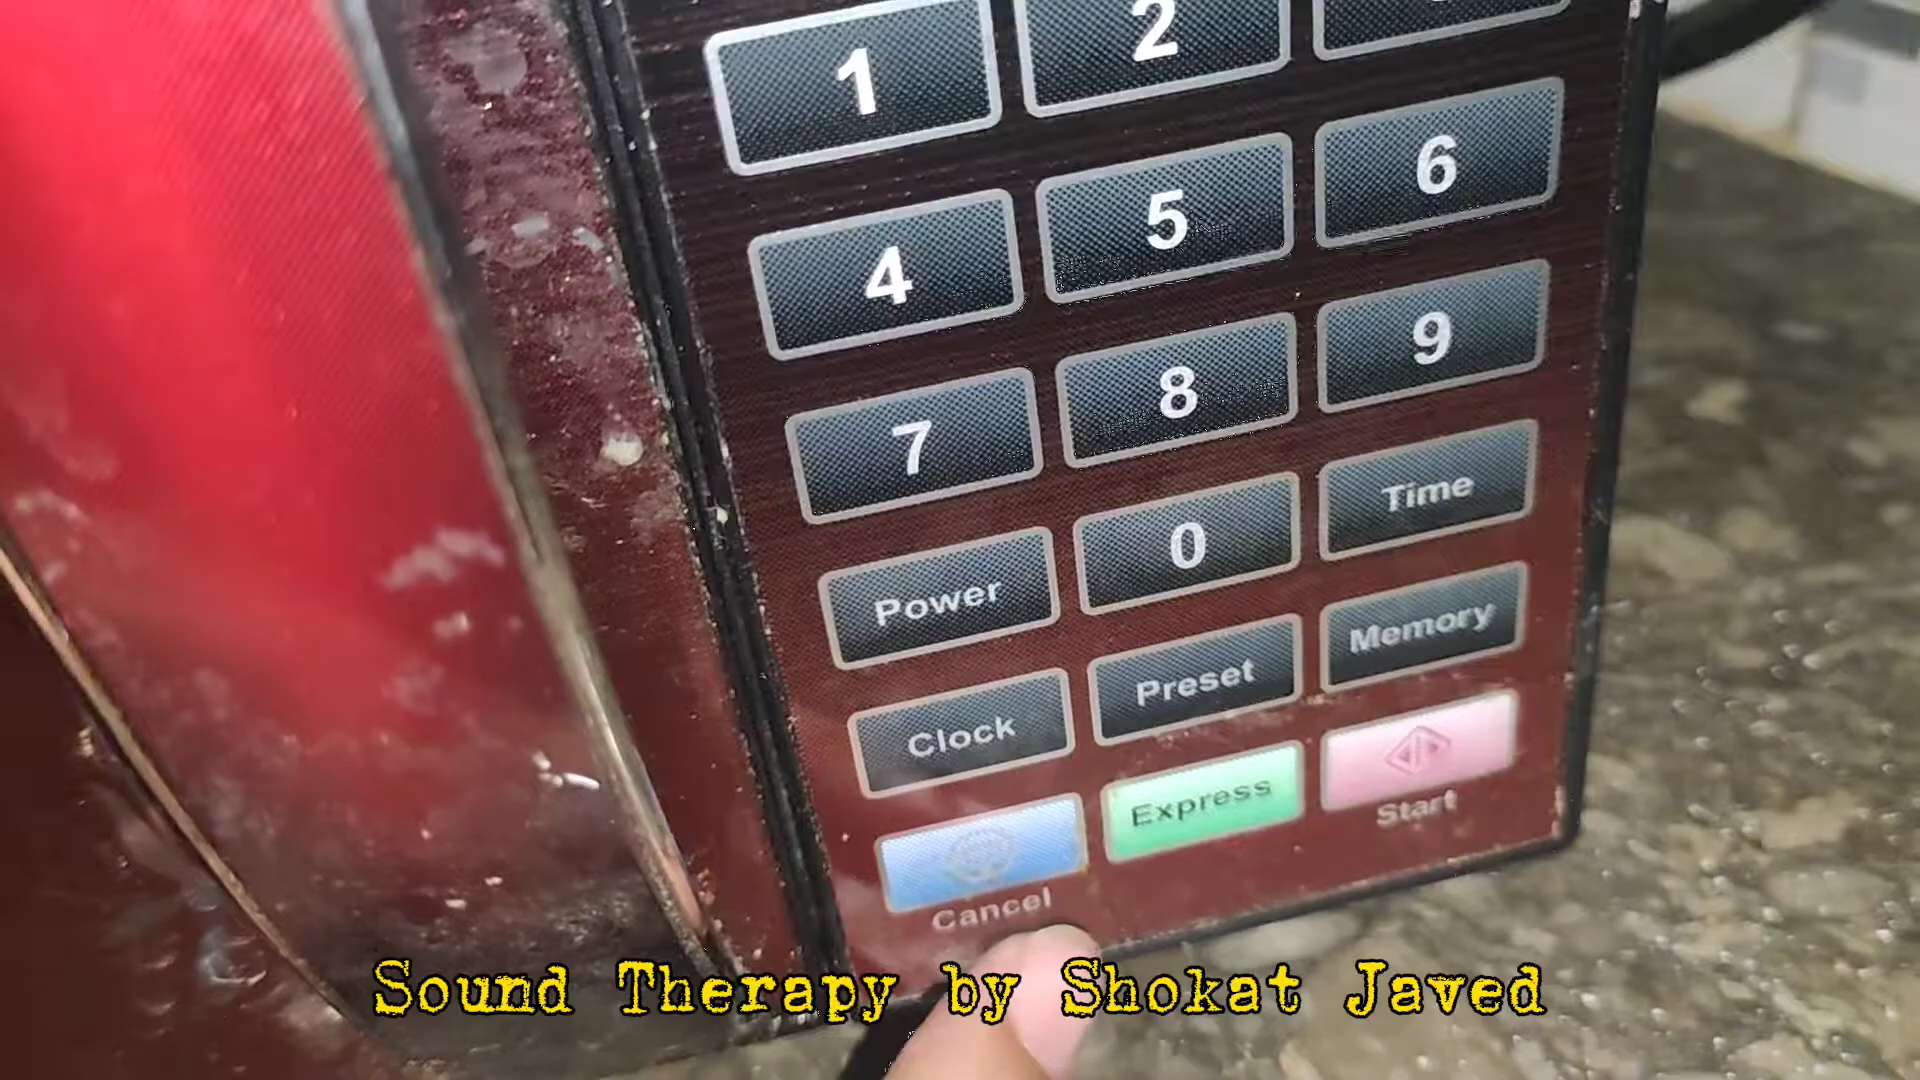 1 2
4 5 6
7 8 9
Power 0 Time
Clock Preset Memory
Express
Cancel Start
Sound Therapy by Shokat Javed